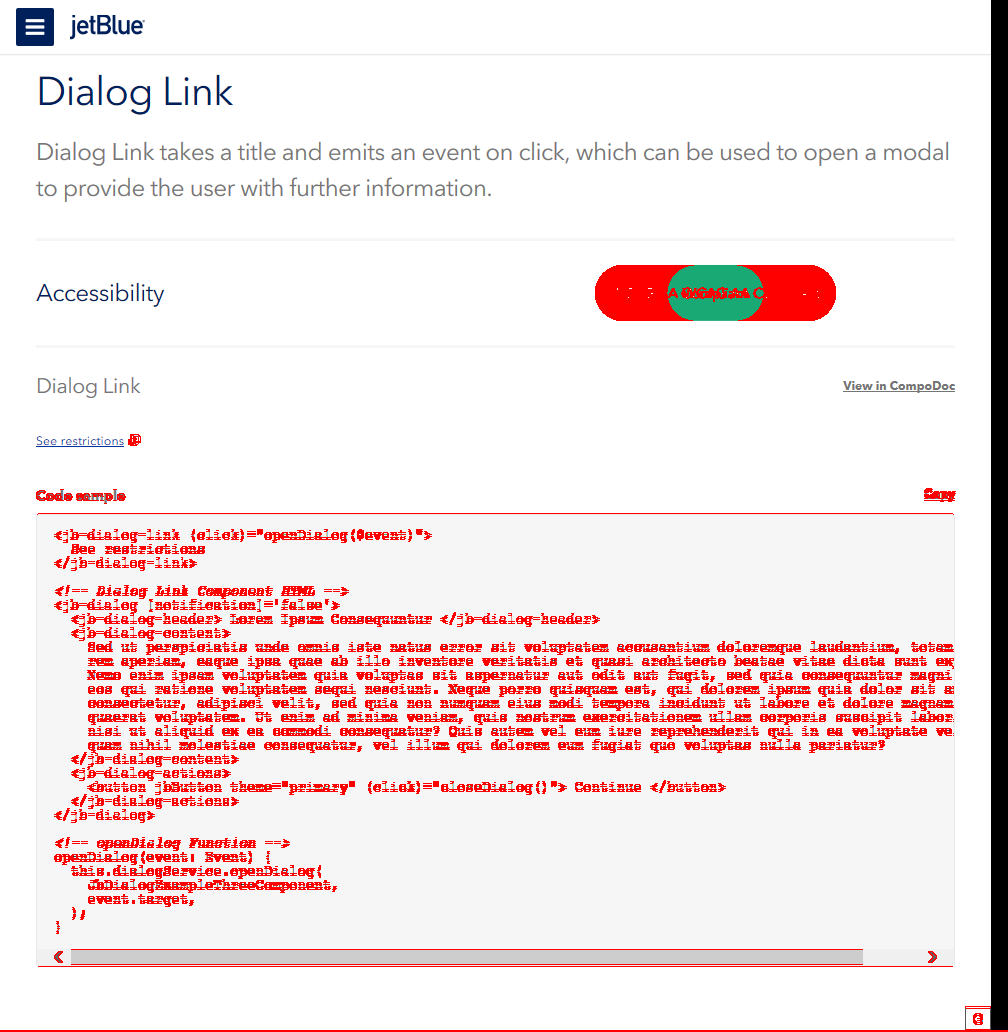 jetBlue
Dialog Link
Dialog Link takes a title and emits an event on click, which can be used to open a modal
to provide the user with further information.
Accessibility
Dialog Link
View in CompoDoc
See restrictions
Code sample
Copy
<jb-dialog-link (click)="openDialog($event)">
See restrictions
</jb-dialog-link>
<!-- Dialog Link Component HTML -->
<jb-dialog [notification]='false'>
<jb-dialog-header> Lorem Ipsum Consequuntur </jb-dialog-header>
<jb-dialog-content>
Sed ut perspiciatis unde omnis iste natus error sit voluptatem accusantium doloremque laudantium, totam
rem aperiam, eaque ipsa quae ab illo inventore veritatis et quasi architecto beatae vitae dicta sunt ex
Nemo enim ipsam voluptatem quia voluptas sit aspernatur aut odit aut fugit, sed quia consequuntur magni
eos qui ratione voluptatem sequi nesciunt. Neque porro quisquam est, qui dolorem ipsum quia dolor sit a
consectetur, adipisci velit, sed quia non numquam eius modi tempora incidunt ut labore et dolore magnam
quaerat voluptatem. Ut enim ad minima veniam, quis nostrum exercitationem ullam corporis suscipit labor
nisi ut aliquid ex ea commodi consequatur? Quis autem vel eum iure reprehenderit qui in ea voluptate ve
quam nihil molestiae consequatur, vel illum qui dolorem eum fugiat quo voluptas nulla pariatur?
</jb-dialog-content>
<jb-dialog-actions>
<button jbButton theme="primary" (click)="closeDialog()"> Continue </button>
</jb-dialog-actions>
</jb-dialog>
<!-- openDialog Function -->
openDialog(event: Event) {
this.dialogService.openDialog(
JbDialogExampleThreeComponent,
event.target,
);
}